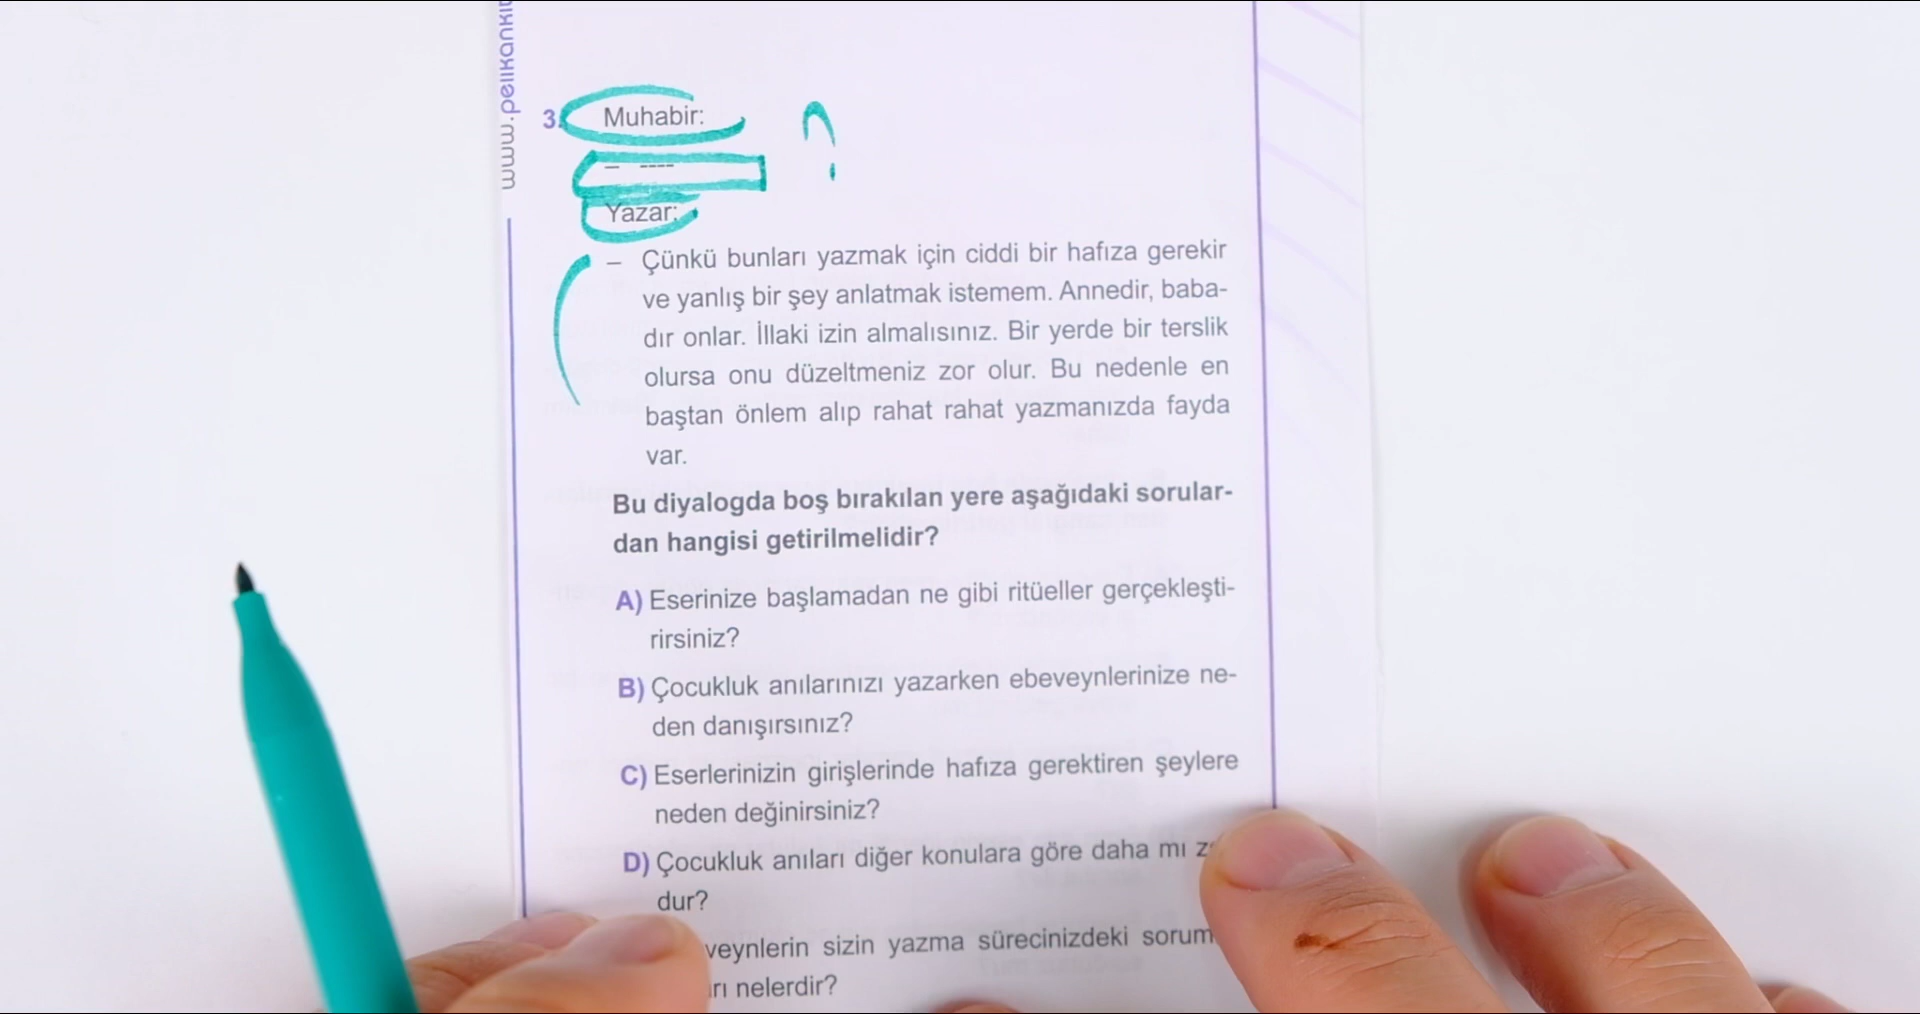 www.pelikankit
3. Muhabir:
– ----
?
Yazar:
– Çünkü bunları yazmak için ciddi bir hafıza gerekir
ve yanlış bir şey anlatmak istemem. Annedir, baba-
dır onlar. İllaki izin almalısınız. Bir yerde bir terslik
olursa onu düzeltmeniz zor olur. Bu nedenle en
baştan önlem alıp rahat rahat yazmanızda fayda
var.
Bu diyalogda boş bırakılan yere aşağıdaki sorular-
dan hangisi getirilmelidir?
A) Eserinize başlamadan ne gibi ritüeller gerçekleşti-
rirsiniz?
B) Çocukluk anılarınızı yazarken ebeveynlerinize ne-
den danışırsınız?
C) Eserlerinizin girişlerinde hafıza gerektiren şeylere
neden değinirsiniz?
D) Çocukluk anıları diğer konulara göre daha mı
dur?
sizin yazma sürecinizdeki
nelerdir?